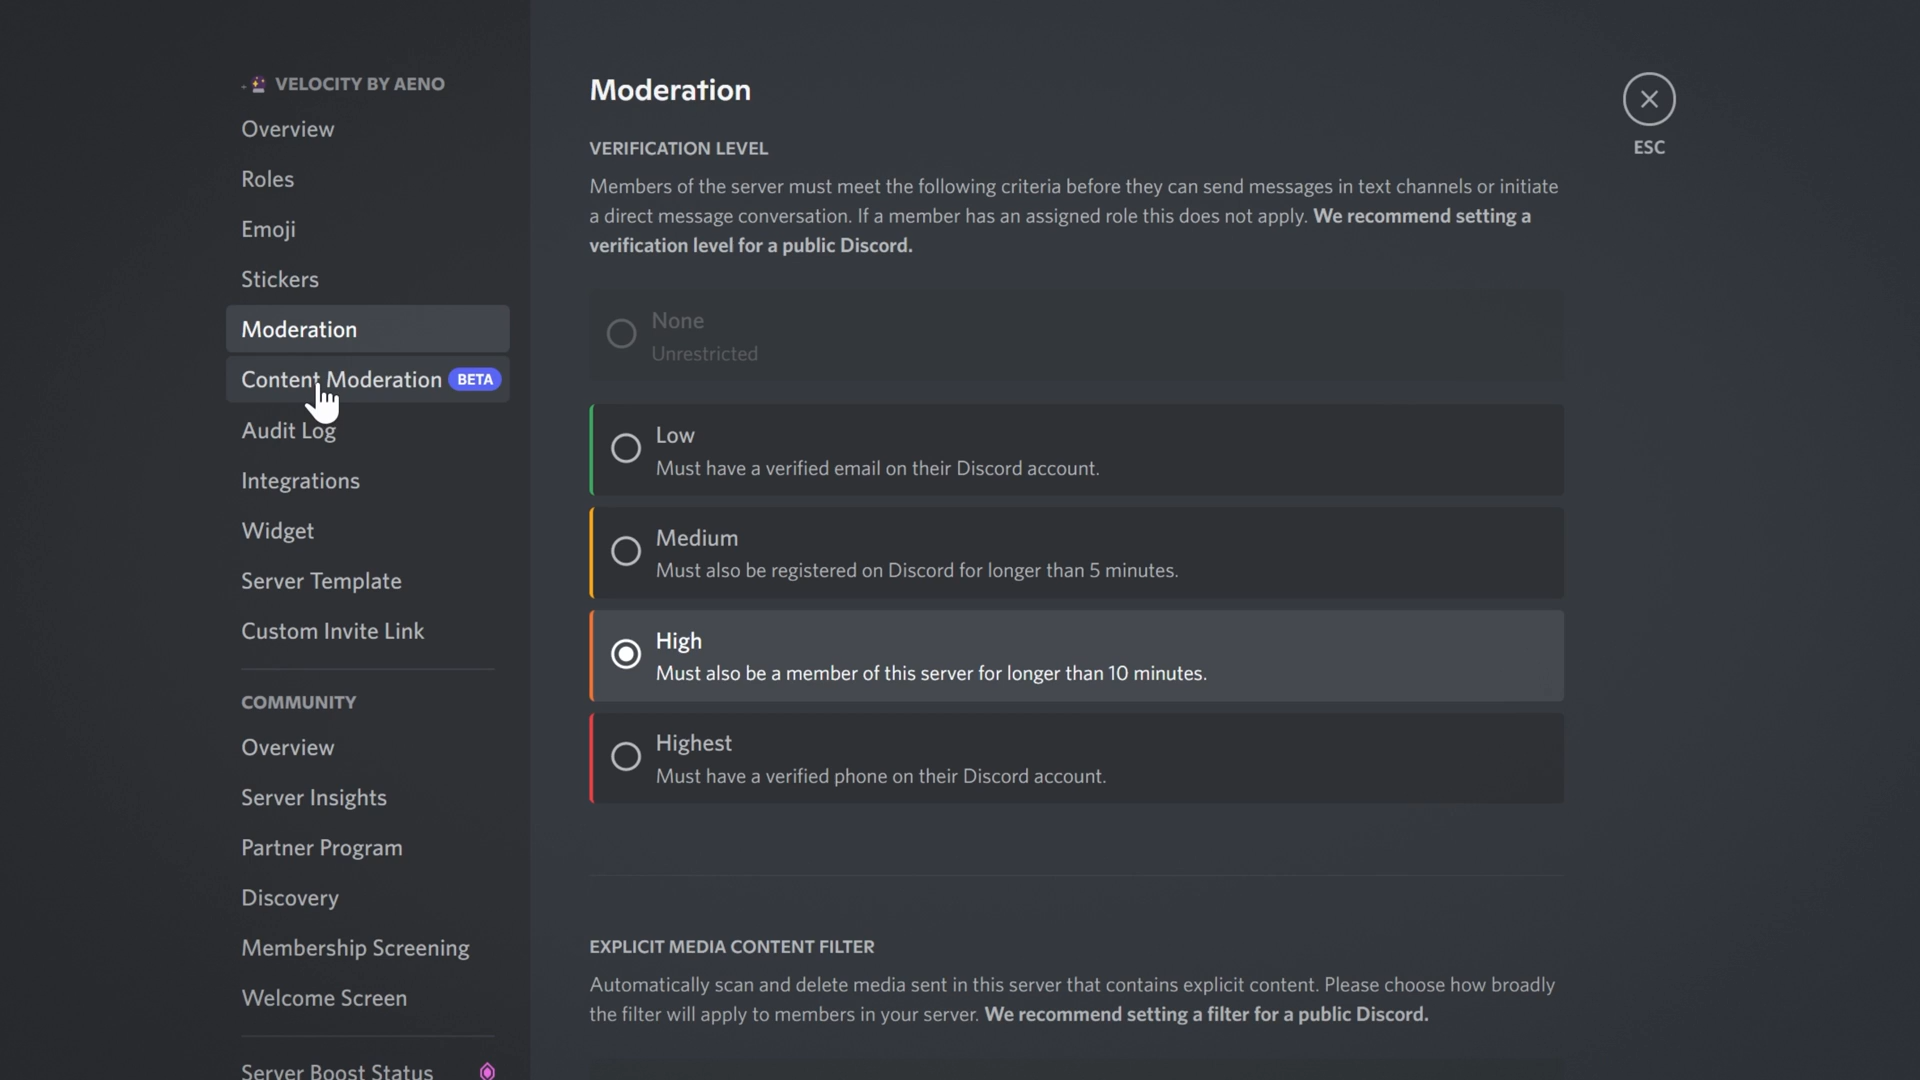 VELOCITY BY AENO
Overview
Roles
Emoji
Stickers
Moderation
Content Moderation BETA
Audit Log
Integrations
Widget
Server Template
Custom Invite Link
COMMUNITY
Overview
Server Insights
Partner Program
Discovery
Membership Screening
Welcome Screen
Server Boost Status
Moderation
VERIFICATION LEVEL
Members of the server must meet the following criteria before they can send messages in text channels or initiate
a direct message conversation. If a member has an assigned role this does not apply. We recommend setting a
verification level for a public Discord.
None
Unrestricted
Low
Must have a verified email on their Discord account.
Medium
Must also be registered on Discord for longer than 5 minutes.
High
Must also be a member of this server for longer than 10 minutes.
Highest
Must have a verified phone on their Discord account.
EXPLICIT MEDIA CONTENT FILTER
Automatically scan and delete media sent in this server that contains explicit content. Please choose how broadly
the filter will apply to members in your server. We recommend setting a filter for a public Discord.
ESC